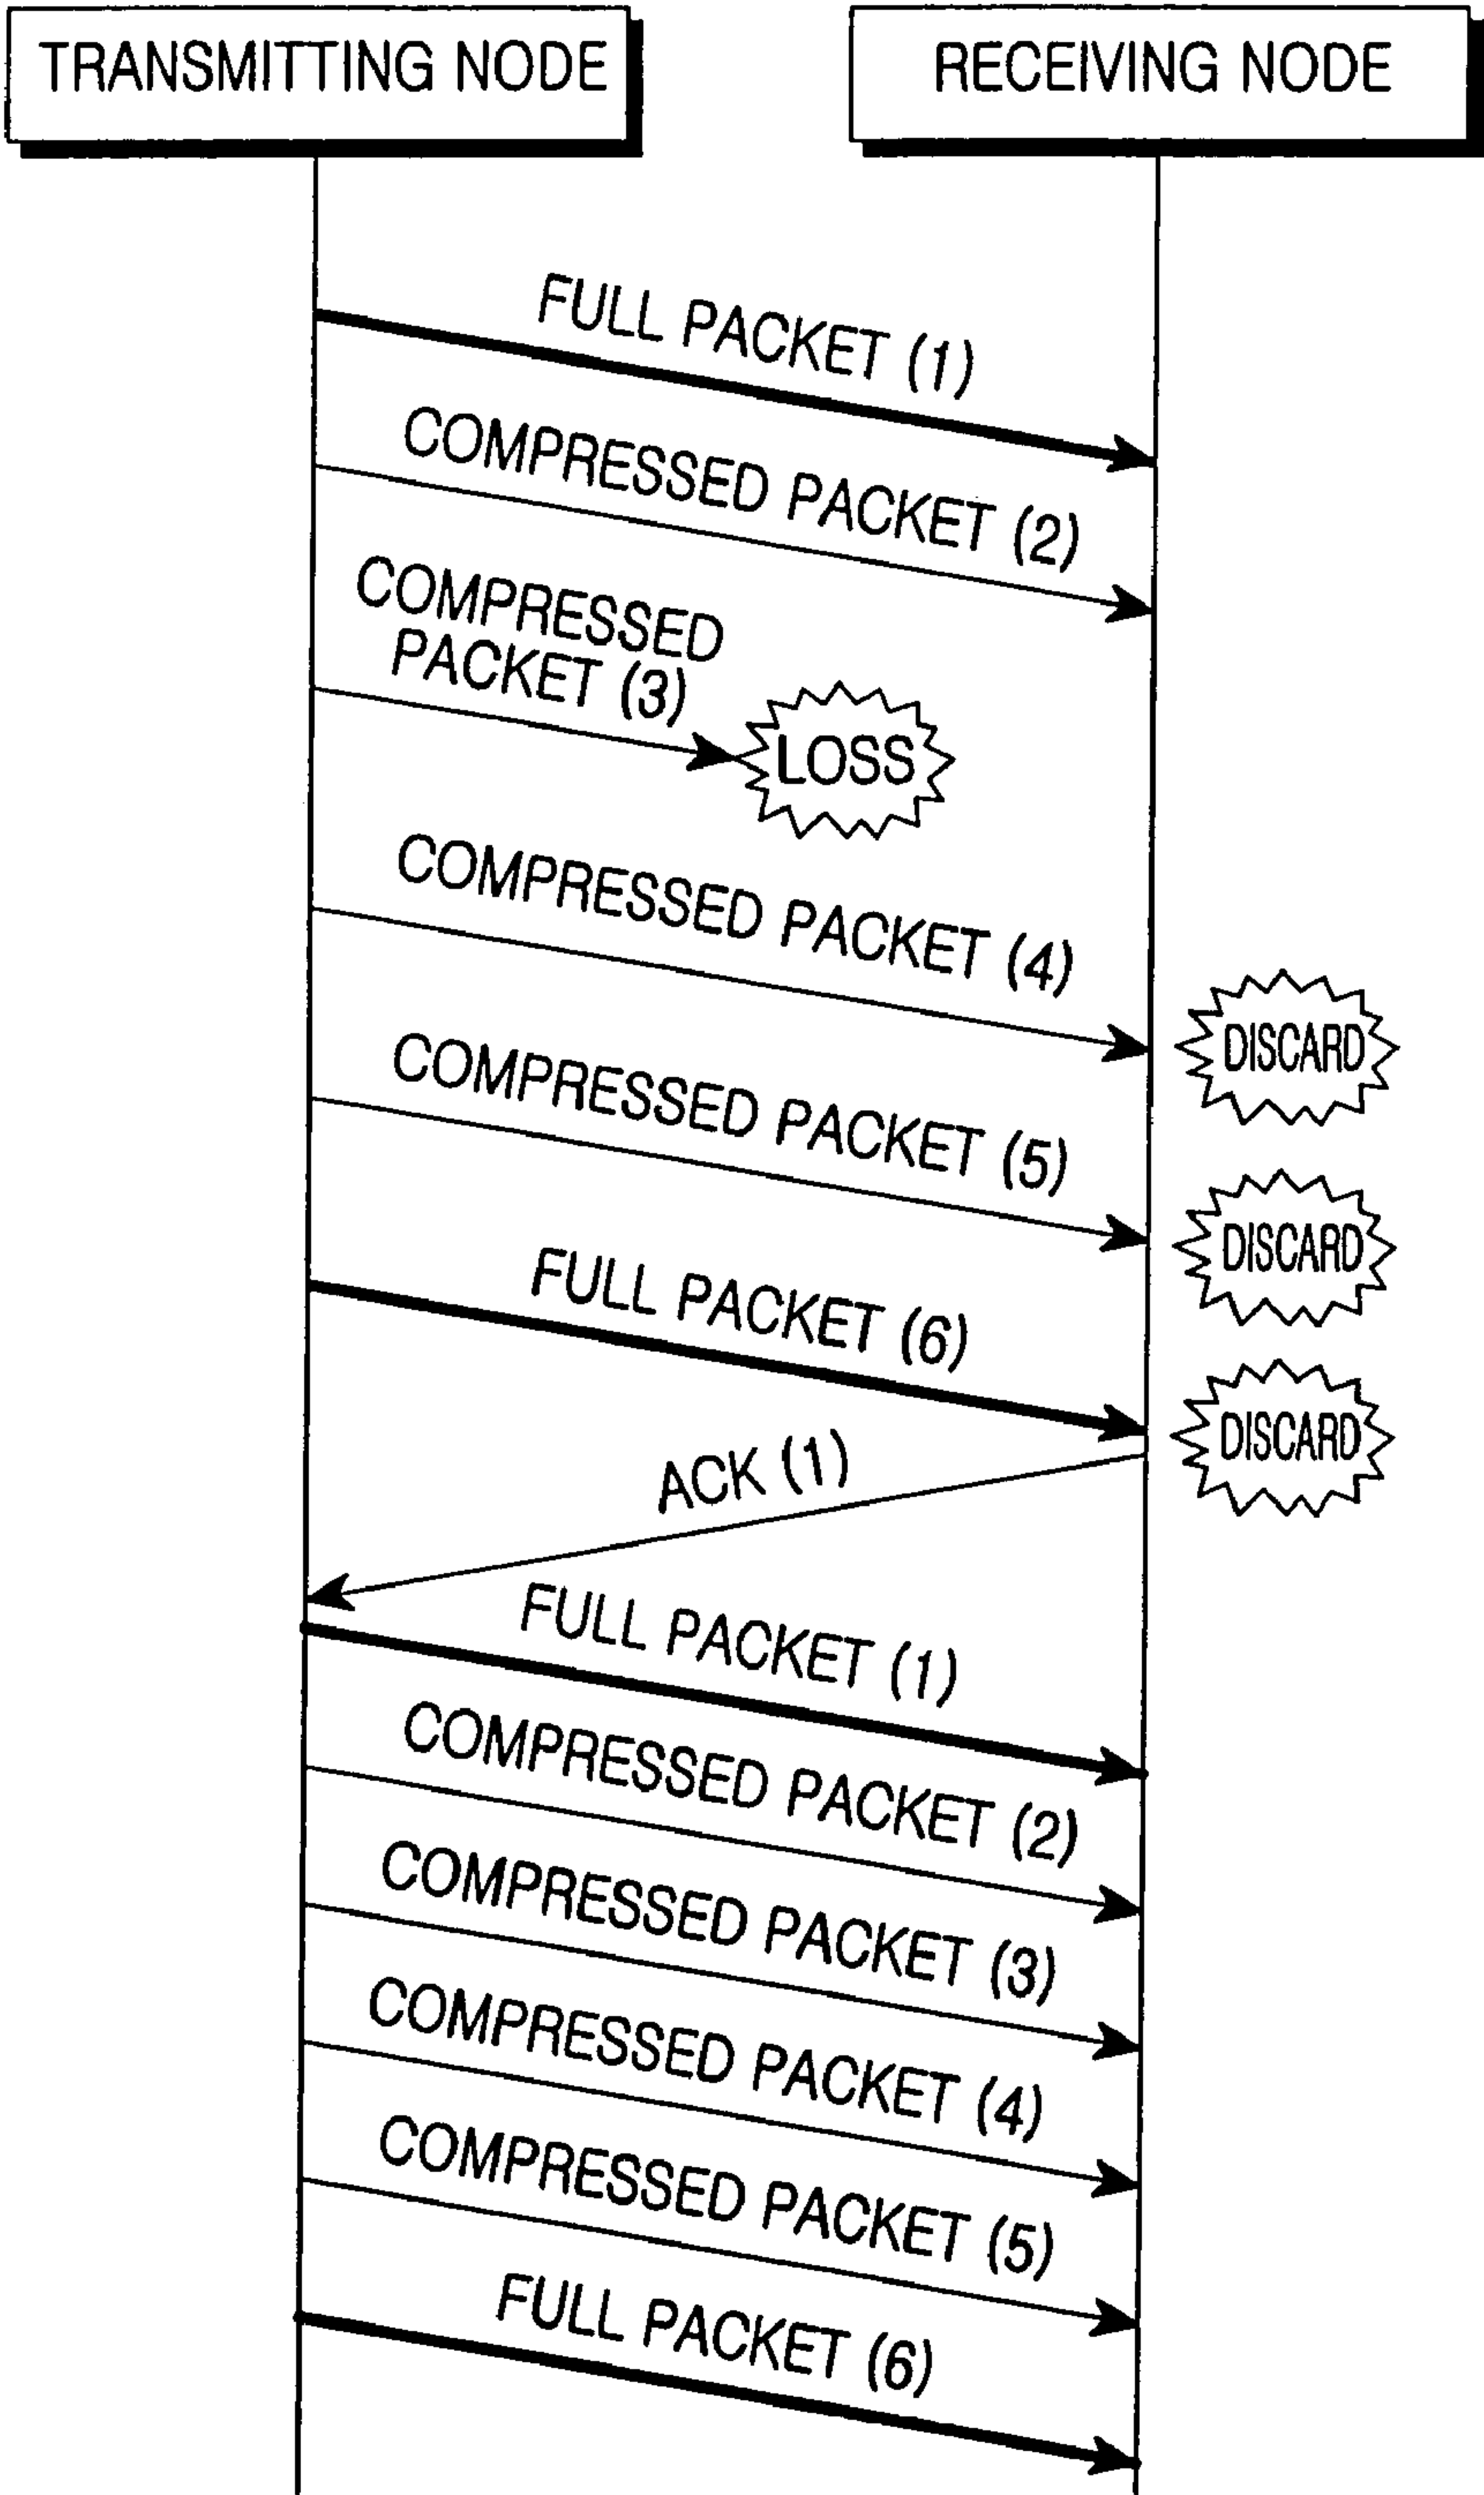 TRANSMITTING NODE
RECEIVING NODE
FULL PACKET (1)
COMPRESSED PACKET (2)
COMPRESSED
PACKET (3)
LOSS
COMPRESSED PACKET (4)
DISCARD
COMPRESSED PACKET (5)
DISCARD
FULL PACKET (6)
DISCARD
ACK (1)
FULL PACKET (1)
COMPRESSED PACKET (2)
COMPRESSED PACKET (3)
COMPRESSED PACKET (4)
COMPRESSED PACKET (5)
FULL PACKET (6)